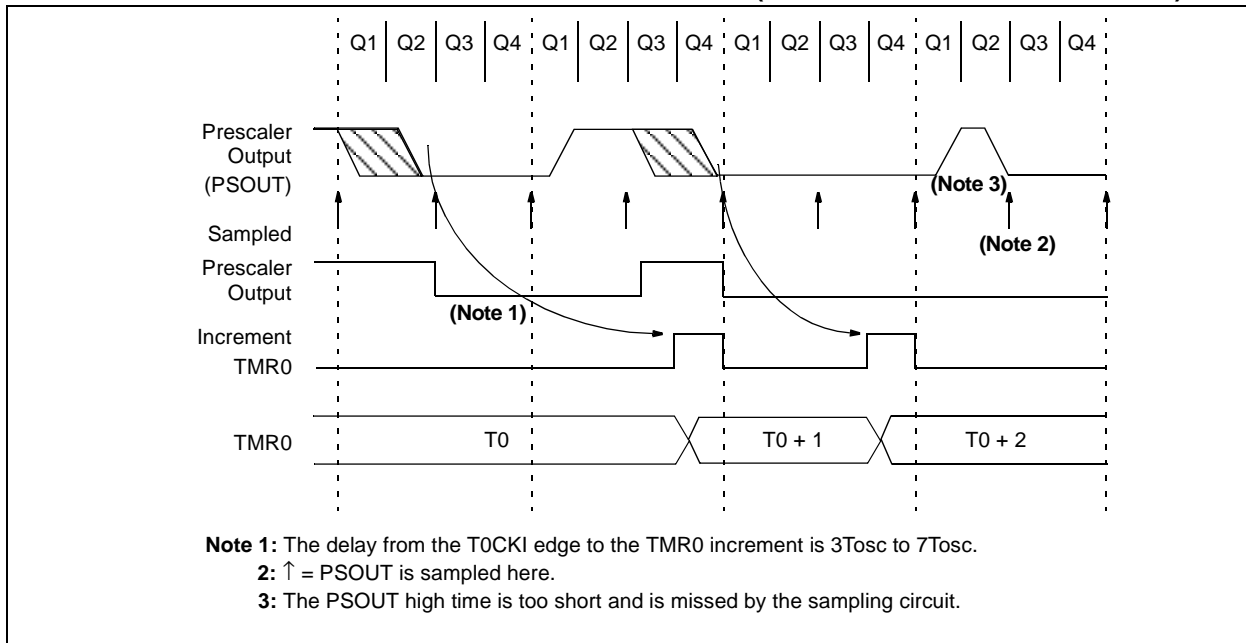 Q1 Q2 Q3 Q4 Q1 Q2 Q3 Q4 Q1 Q2 Q3 Q4 Q1 Q2 Q3 Q4
Prescaler
Output
(PSOUT)
(Note 3)
Sampled
(Note 2)
Prescaler
Output
(Note 1)
Increment
TMR0
TMR0 T0 T0 + 1 T0 + 2
Note 1: The delay from the T0CKI edge to the TMR0 increment is 3Tosc to 7Tosc.
2: ↑ = PSOUT is sampled here.
3: The PSOUT high time is too short and is missed by the sampling circuit.